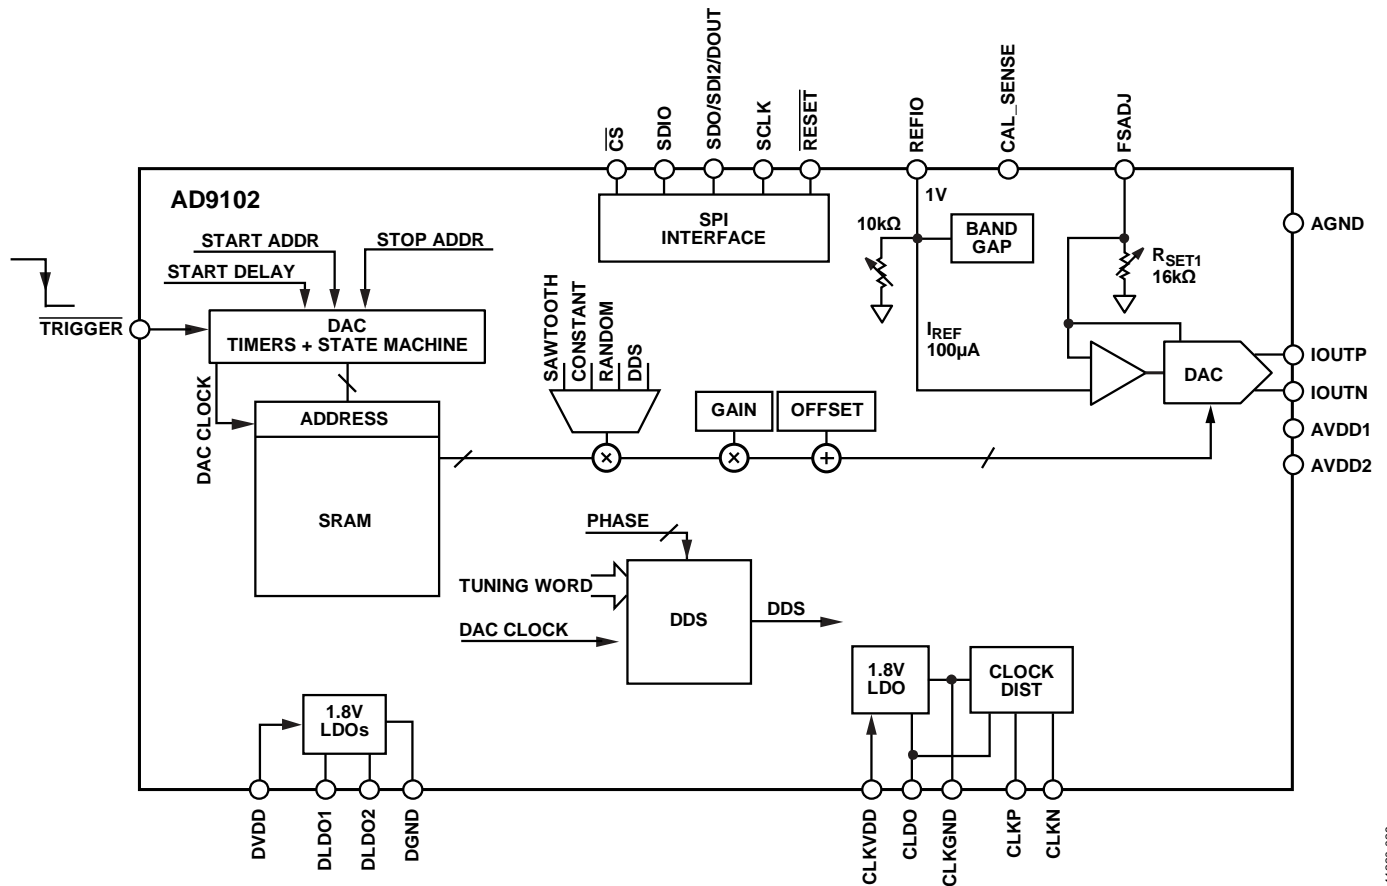 CS
SDIO
SDO/SDI2/DOUT
SCLK
RESET
REFIO
CAL_SENSE
FSADJ
AD9102
START ADDR
STOP ADDR
START DELAY
TRIGGER
DAC
TIMERS + STATE MACHINE
DAC CLOCK
ADDRESS
SRAM
SPI
INTERFACE
1V
10kΩ
BAND
GAP
RSET1
16kΩ
IREF
100µA
AGND
SAWTOOTH
CONSTANT
RANDOM
DDS
×
GAIN
×
OFFSET
+
DAC
IOUTP
IOUTN
AVDD1
AVDD2
PHASE
TUNING WORD
DAC CLOCK
DDS
DDS
1.8V
LDOs
DVDD
DLDO1
DLDO2
DGND
1.8V
LDO
CLOCK
DIST
CLKVDD
CLDO
CLKGND
CLKP
CLKN